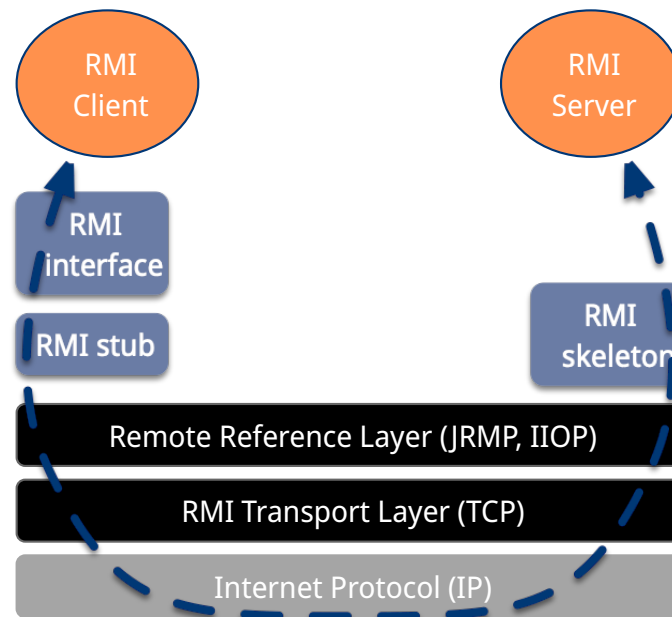 RMI
Client
RMI
Server
RMI
interface
RMI stub
RMI
skeleton
Remote Reference Layer (JRMP, IIOP)
RMI Transport Layer (TCP)
Internet Protocol (IP)